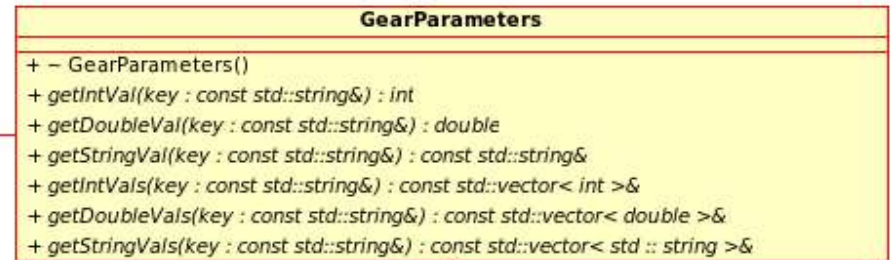 GearParameters
+ ~ GearParameters()
+ getIntVal(key : const std::string&) : int
+ getDoubleVal(key : const std::string&) : double
+ getStringVal(key : const std::string&) : const std::string&
+ getIntVals(key : const std::string&) : const std::vector< int >&
+ getDoubleVals(key : const std::string&) : const std::vector< double >&
+ getStringVals(key : const std::string&) : const std::vector< std :: string >&